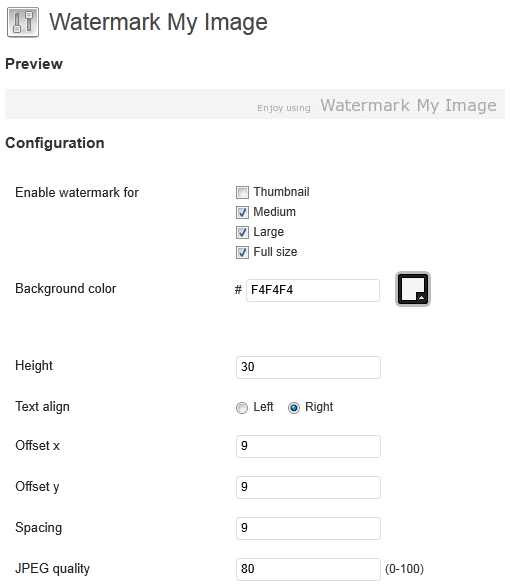 Watermark My Image
Preview
Enjoy using Watermark My Image
Configuration
Enable watermark for
Thumbnail
Medium
Large
Full size
Background color # F4F4F4
Height 30
Text align Left Right
Offset x 9
Offset y 9
Spacing 9
JPEG quality 80 (0-100)